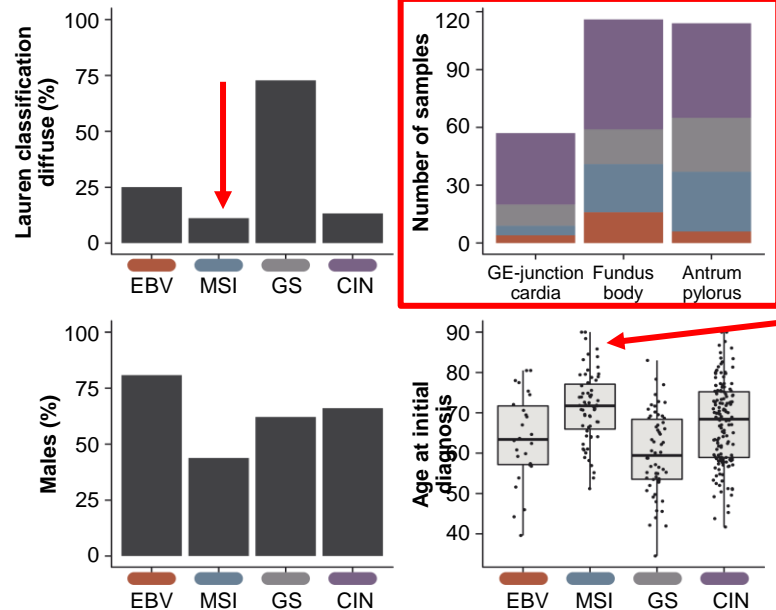 Lauren classification
diffuse (%)
100
75
50
25
0
EBV MSI GS CIN
Number of samples
120
90
60
30
0
GE-junction
cardia
Fundus
body
Antrum
pylorus
Males (%)
100
75
50
25
0
EBV MSI GS CIN
Age at initial
diagnosis
90
80
70
60
50
40
EBV MSI GS CIN